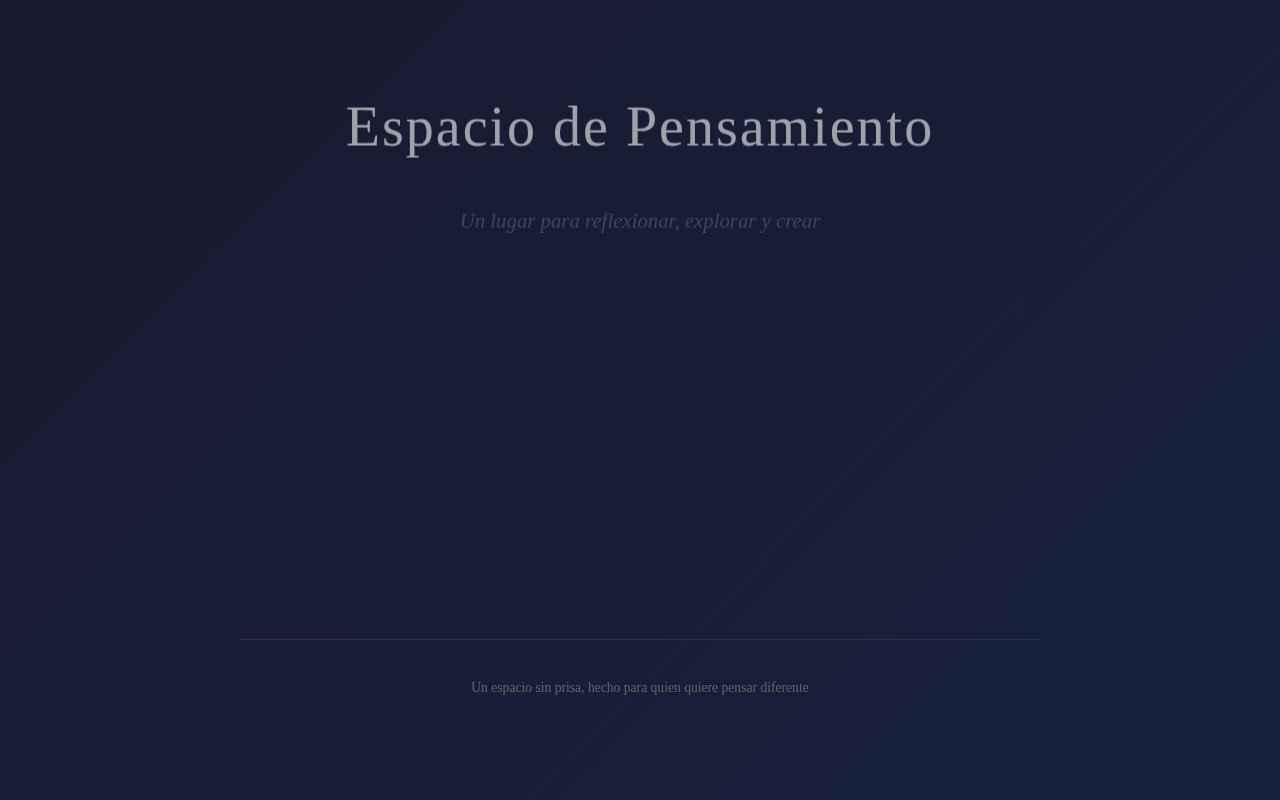 Espacio de Pensamiento
Un lugar para reflexionar, explorar y crear
Un espacio sin prisa, hecho para quien quiere pensar diferente